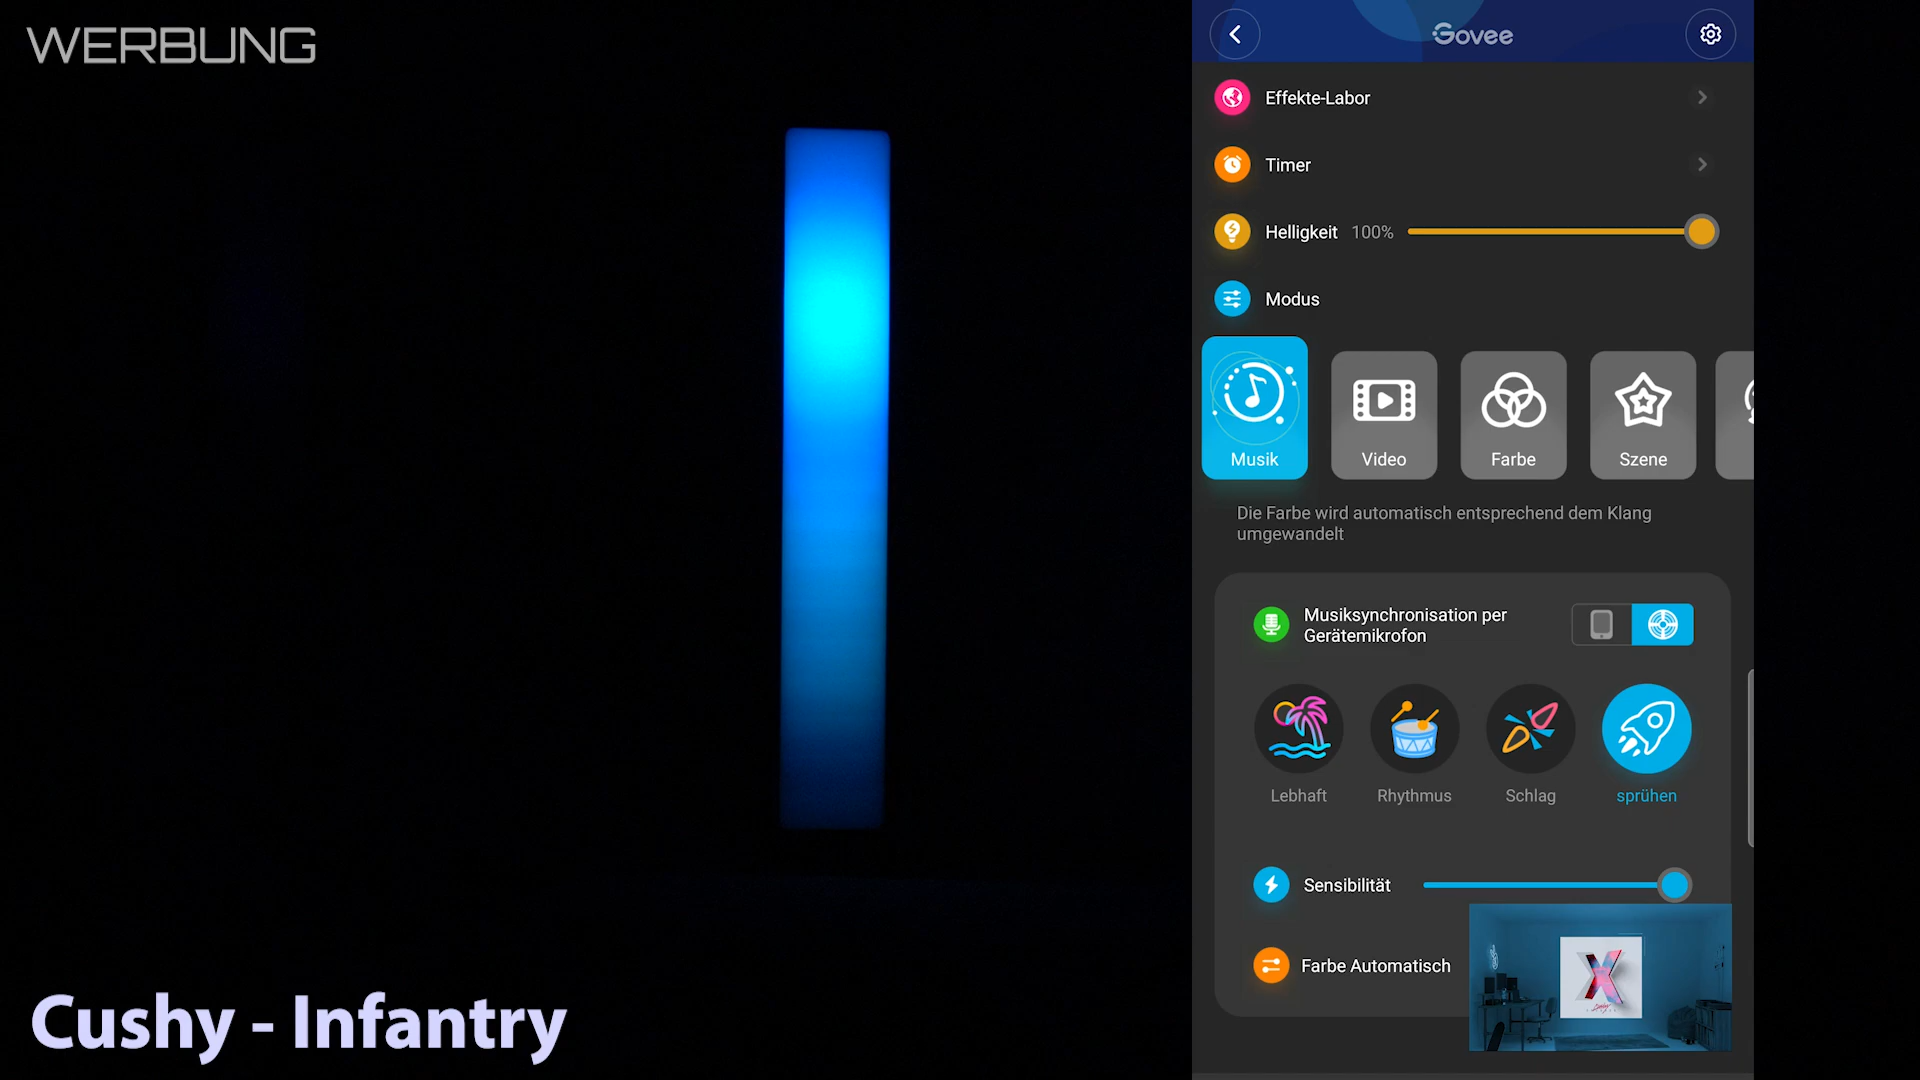 WERBUNG
Govee
Effekte-Labor
Timer
Helligkeit 100%
Modus
Musik
Video
Farbe
Szene
Die Farbe wird automatisch entsprechend dem Klang
umgewandelt
Musiksynchronisation per
Gerätemikrofon
Lebhaft
Rhythmus
Schlag
sprühen
Sensibilität
Farbe Automatisch
X
Cushy - Infantry